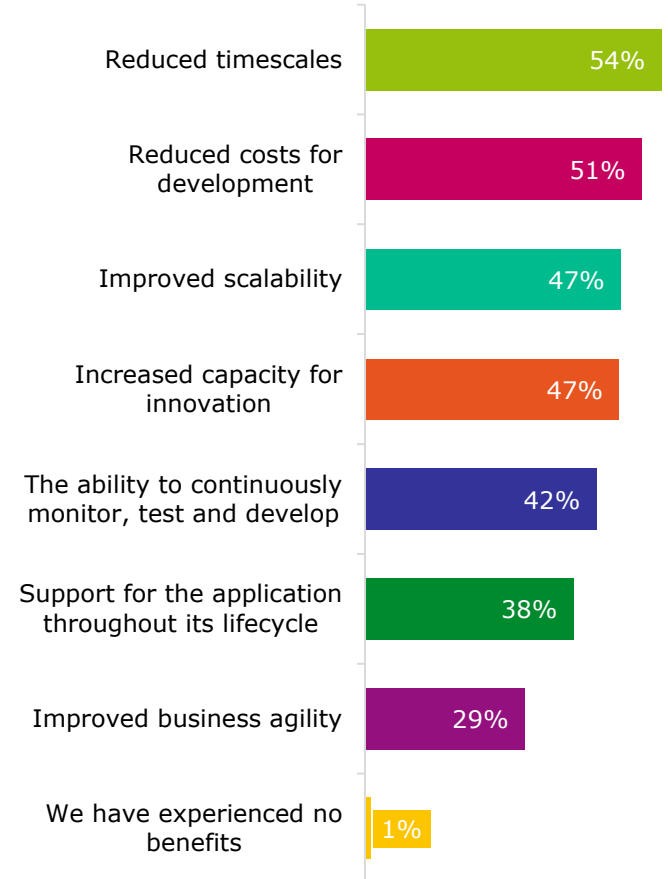 Reduced timescales
54%
Reduced costs for
development
51%
Improved scalability
47%
Increased capacity for
innovation
47%
The ability to continuously
monitor, test and develop
42%
Support for the application
throughout its lifecycle
38%
Improved business agility
29%
We have experienced no
benefits
1%